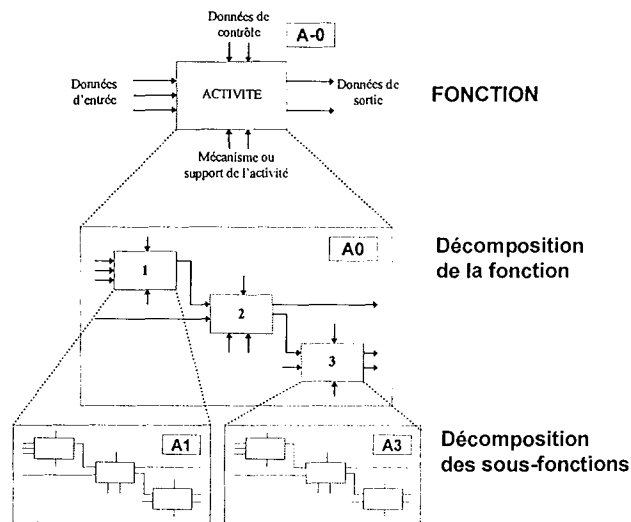 Données de
contrôle
A-0
Données
d'entrée
ACTIVITE
Données de
sortie
FONCTION
Mécanisme ou
support de l'activité
A0
Décomposition
de la fonction
1
2
3
A1
A3
Décomposition
des sous-fonctions